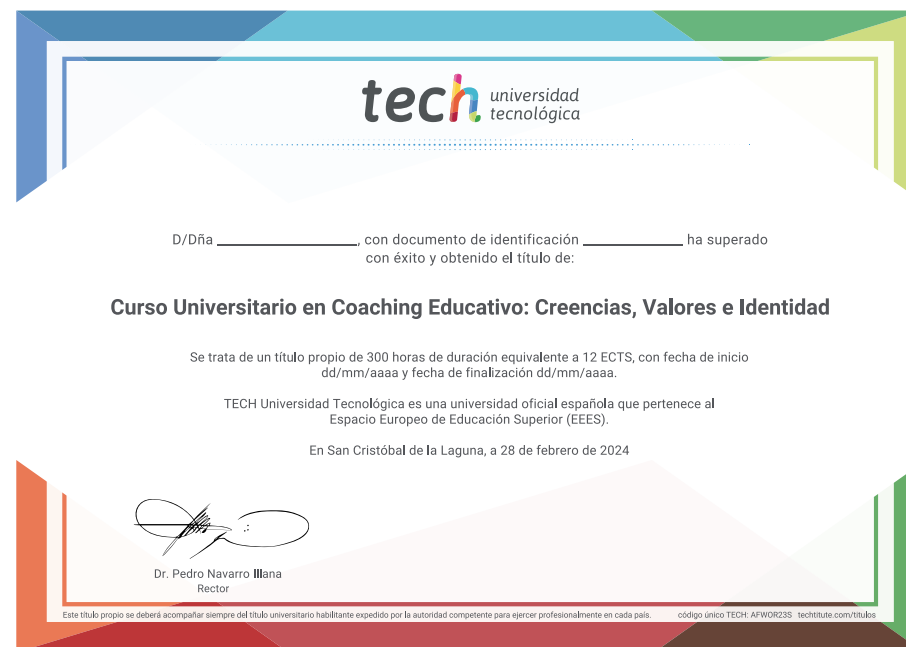 tech universidad
tecnológica
D/Dña ____________________, con documento de identificación ______________ ha superado
con éxito y obtenido el título de:
Curso Universitario en Coaching Educativo: Creencias, Valores e Identidad
Se trata de un título propio de 300 horas de duración equivalente a 12 ECTS, con fecha de inicio
dd/mm/aaaa y fecha de finalización dd/mm/aaaa.
TECH Universidad Tecnológica es una universidad oficial española que pertenece al
Espacio Europeo de Educación Superior (EEES).
En San Cristóbal de la Laguna, a 28 de febrero de 2024
Dr. Pedro Navarro Illana
Rector
Este título propio se deberá acompañar siempre del título universitario habilitante expedido por la autoridad competente para ejercer profesionalmente en cada país. código único TECH: AFWOR23S techtitute.com/titulos